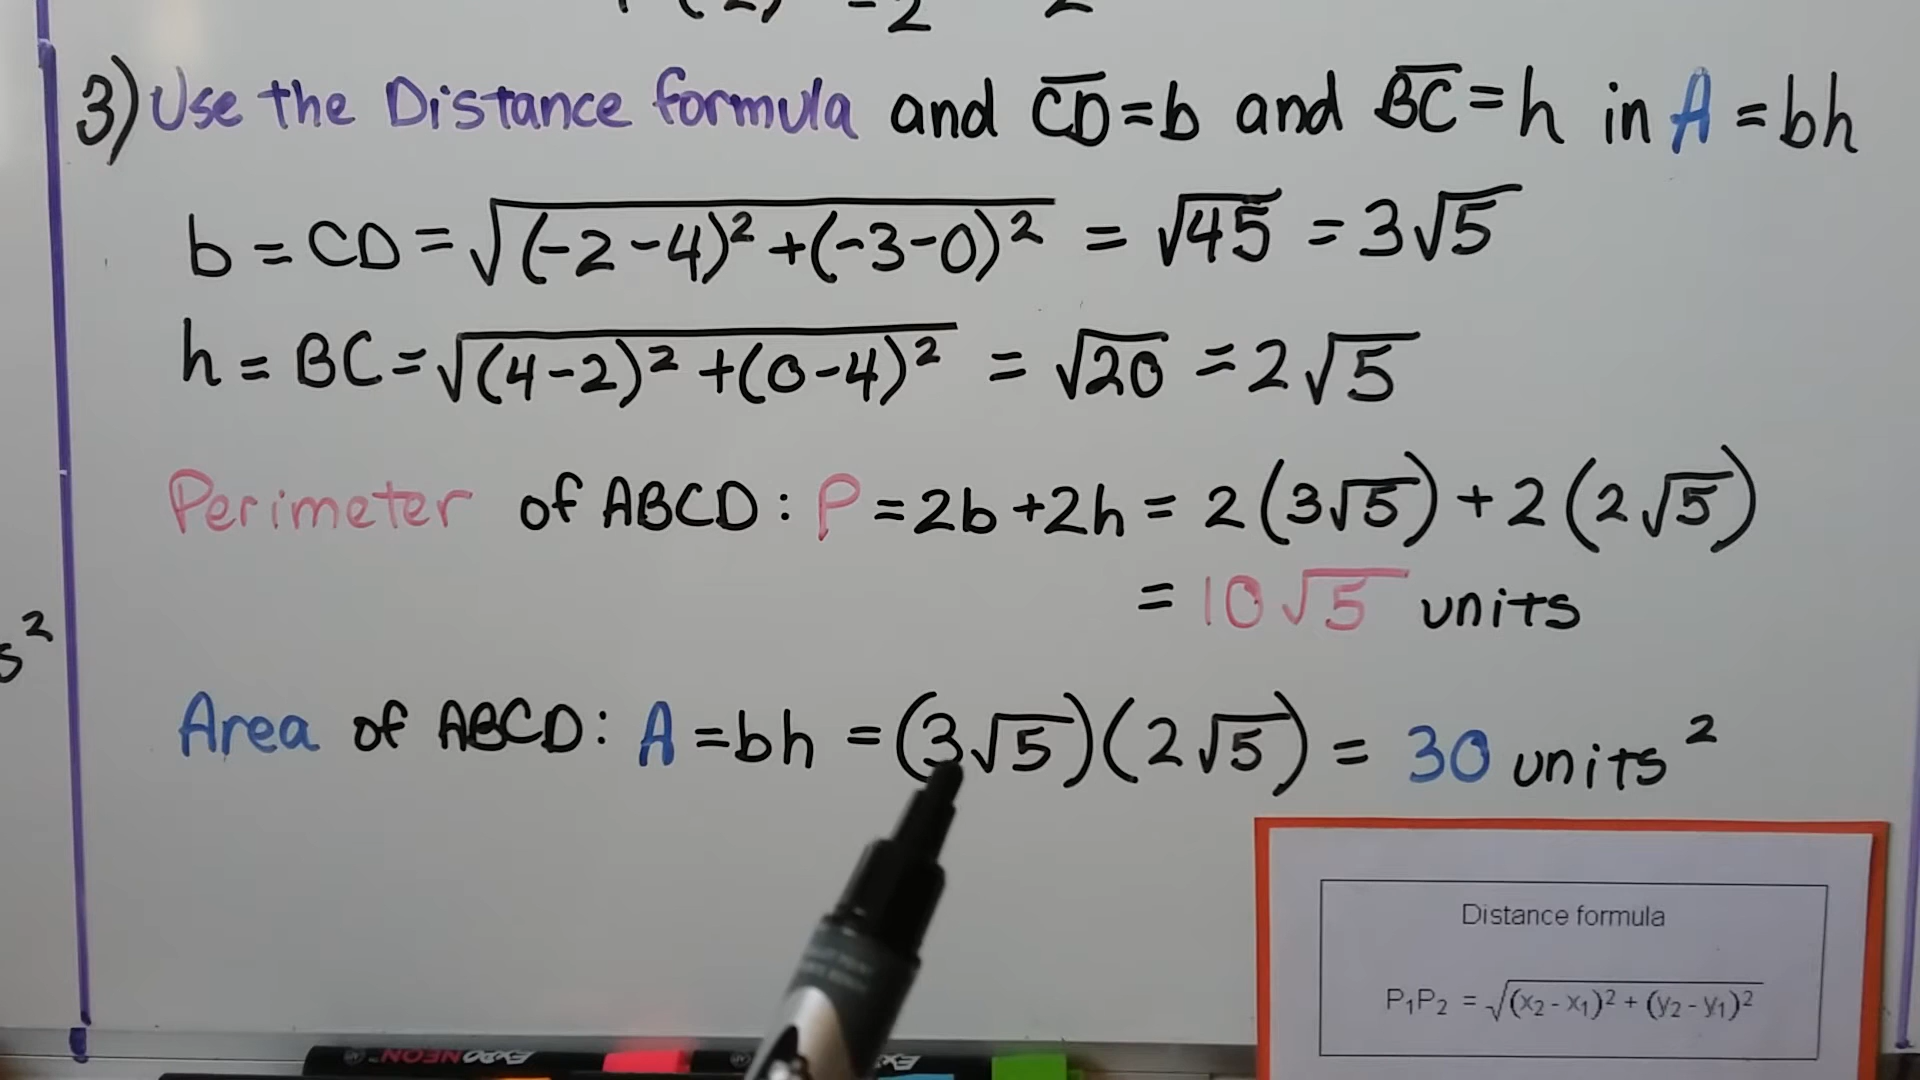 3) Use the Distance formula and C̅D̅ = b and B̅C̅ = h in A = bh
b = CD = √((-2-4)² + (-3-0)²) = √45 = 3√5
h = BC = √((4-2)² + (0-4)²) = √20 = 2√5
Perimeter of ABCD: P = 2b + 2h = 2(3√5) + 2(2√5)
= 10√5 units
s²
Area of ABCD: A = bh = (3√5)(2√5) = 30 units²
Distance formula
P₁P₂ = √((x₂ - x₁)² + (y₂ - y₁)²)
EXPO NEON